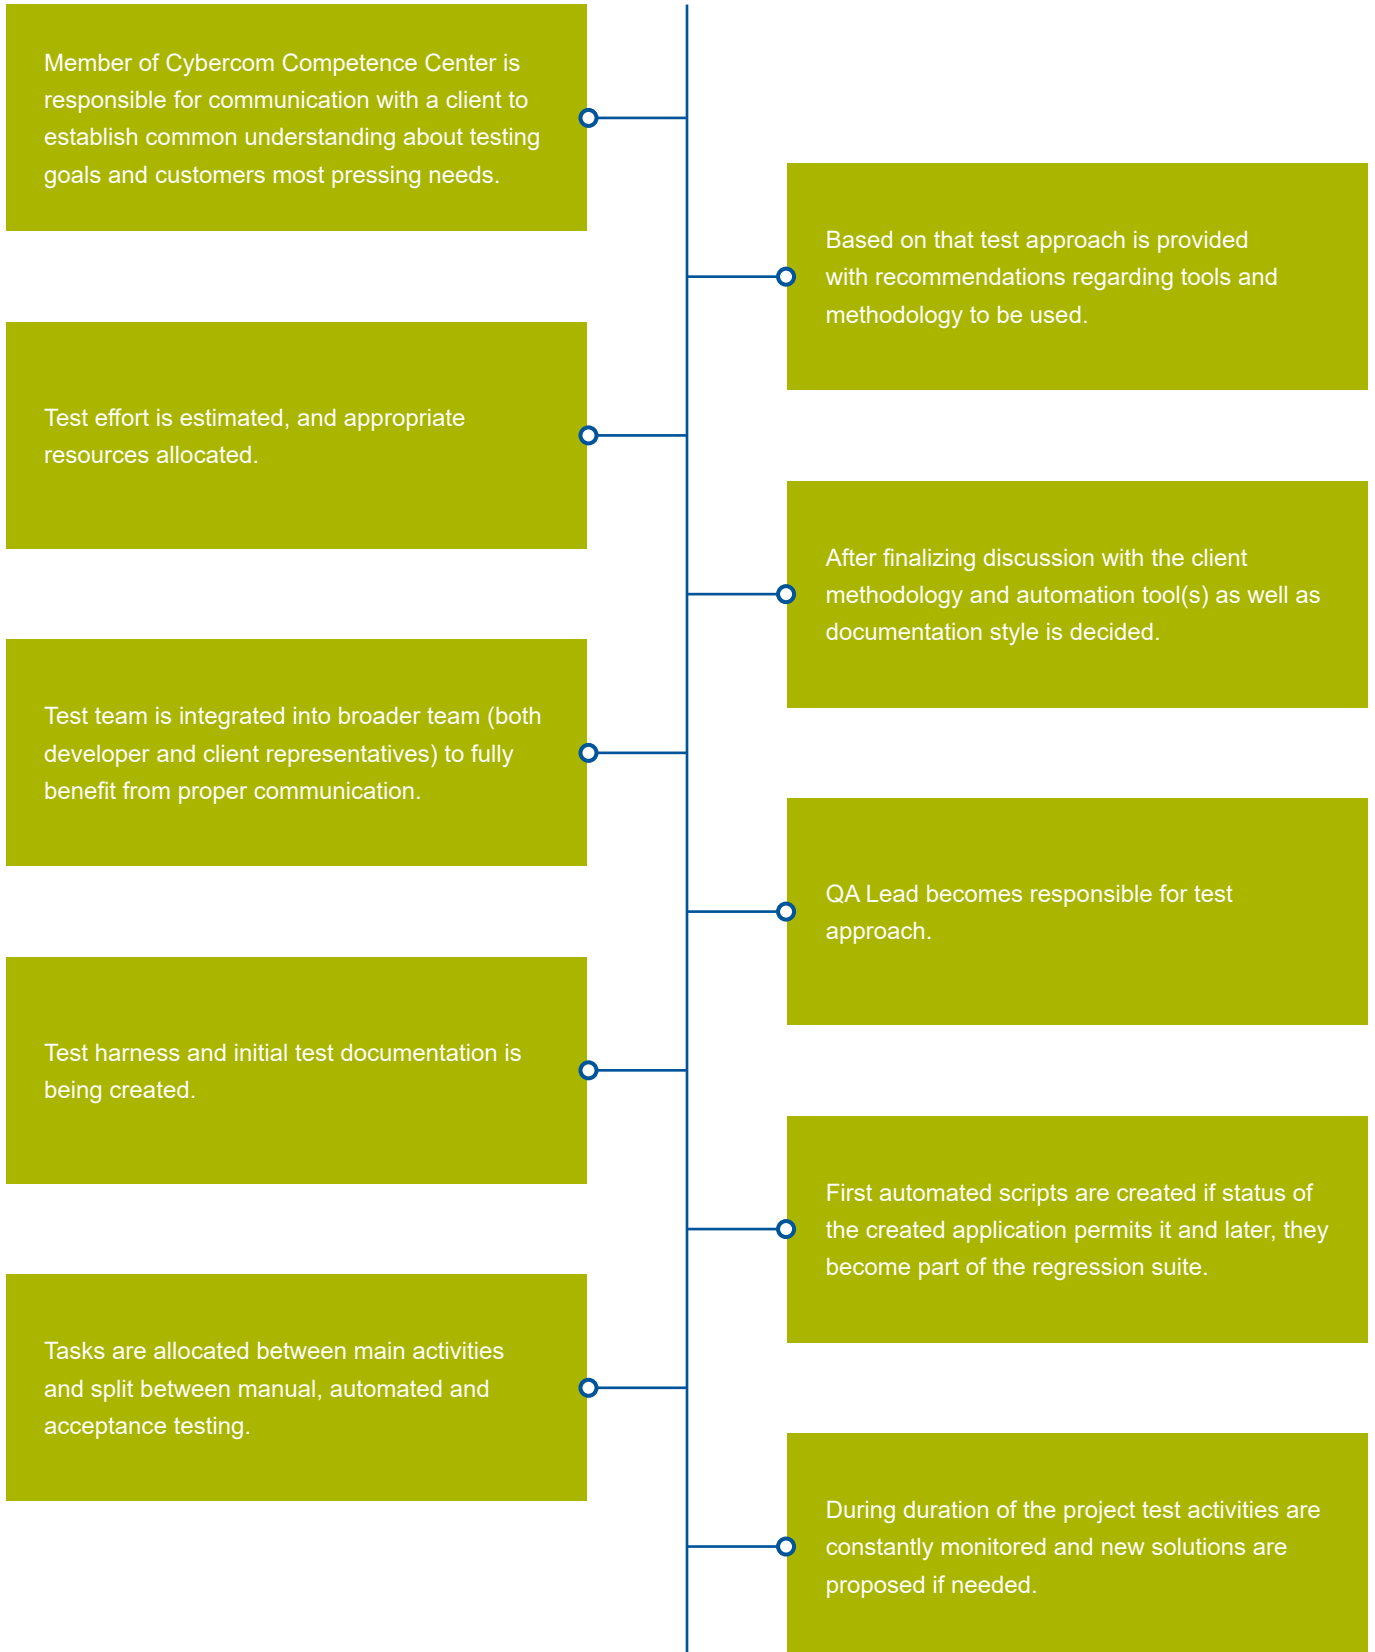 Member of Cybercom Competence Center is
responsible for communication with a client to
establish common understanding about testing
goals and customers most pressing needs.
Based on that test approach is provided
with recommendations regarding tools and
methodology to be used.
Test effort is estimated, and appropriate
resources allocated.
After finalizing discussion with the client
methodology and automation tool(s) as well as
documentation style is decided.
Test team is integrated into broader team (both
developer and client representatives) to fully
benefit from proper communication.
QA Lead becomes responsible for test
approach.
Test harness and initial test documentation is
being created.
First automated scripts are created if status of
the created application permits it and later, they
become part of the regression suite.
Tasks are allocated between main activities
and split between manual, automated and
acceptance testing.
During duration of the project test activities are
constantly monitored and new solutions are
proposed if needed.